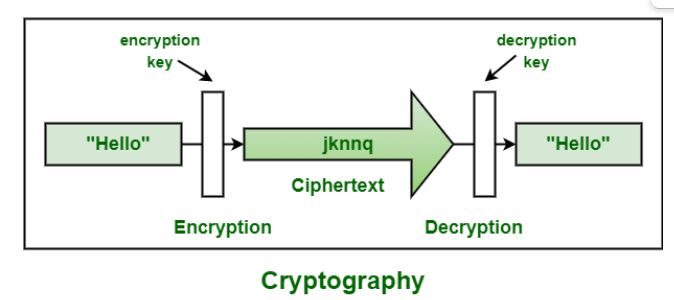 encryption
key
decryption
key
"Hello"
jknnq
"Hello"
Ciphertext
Encryption
Decryption
Cryptography